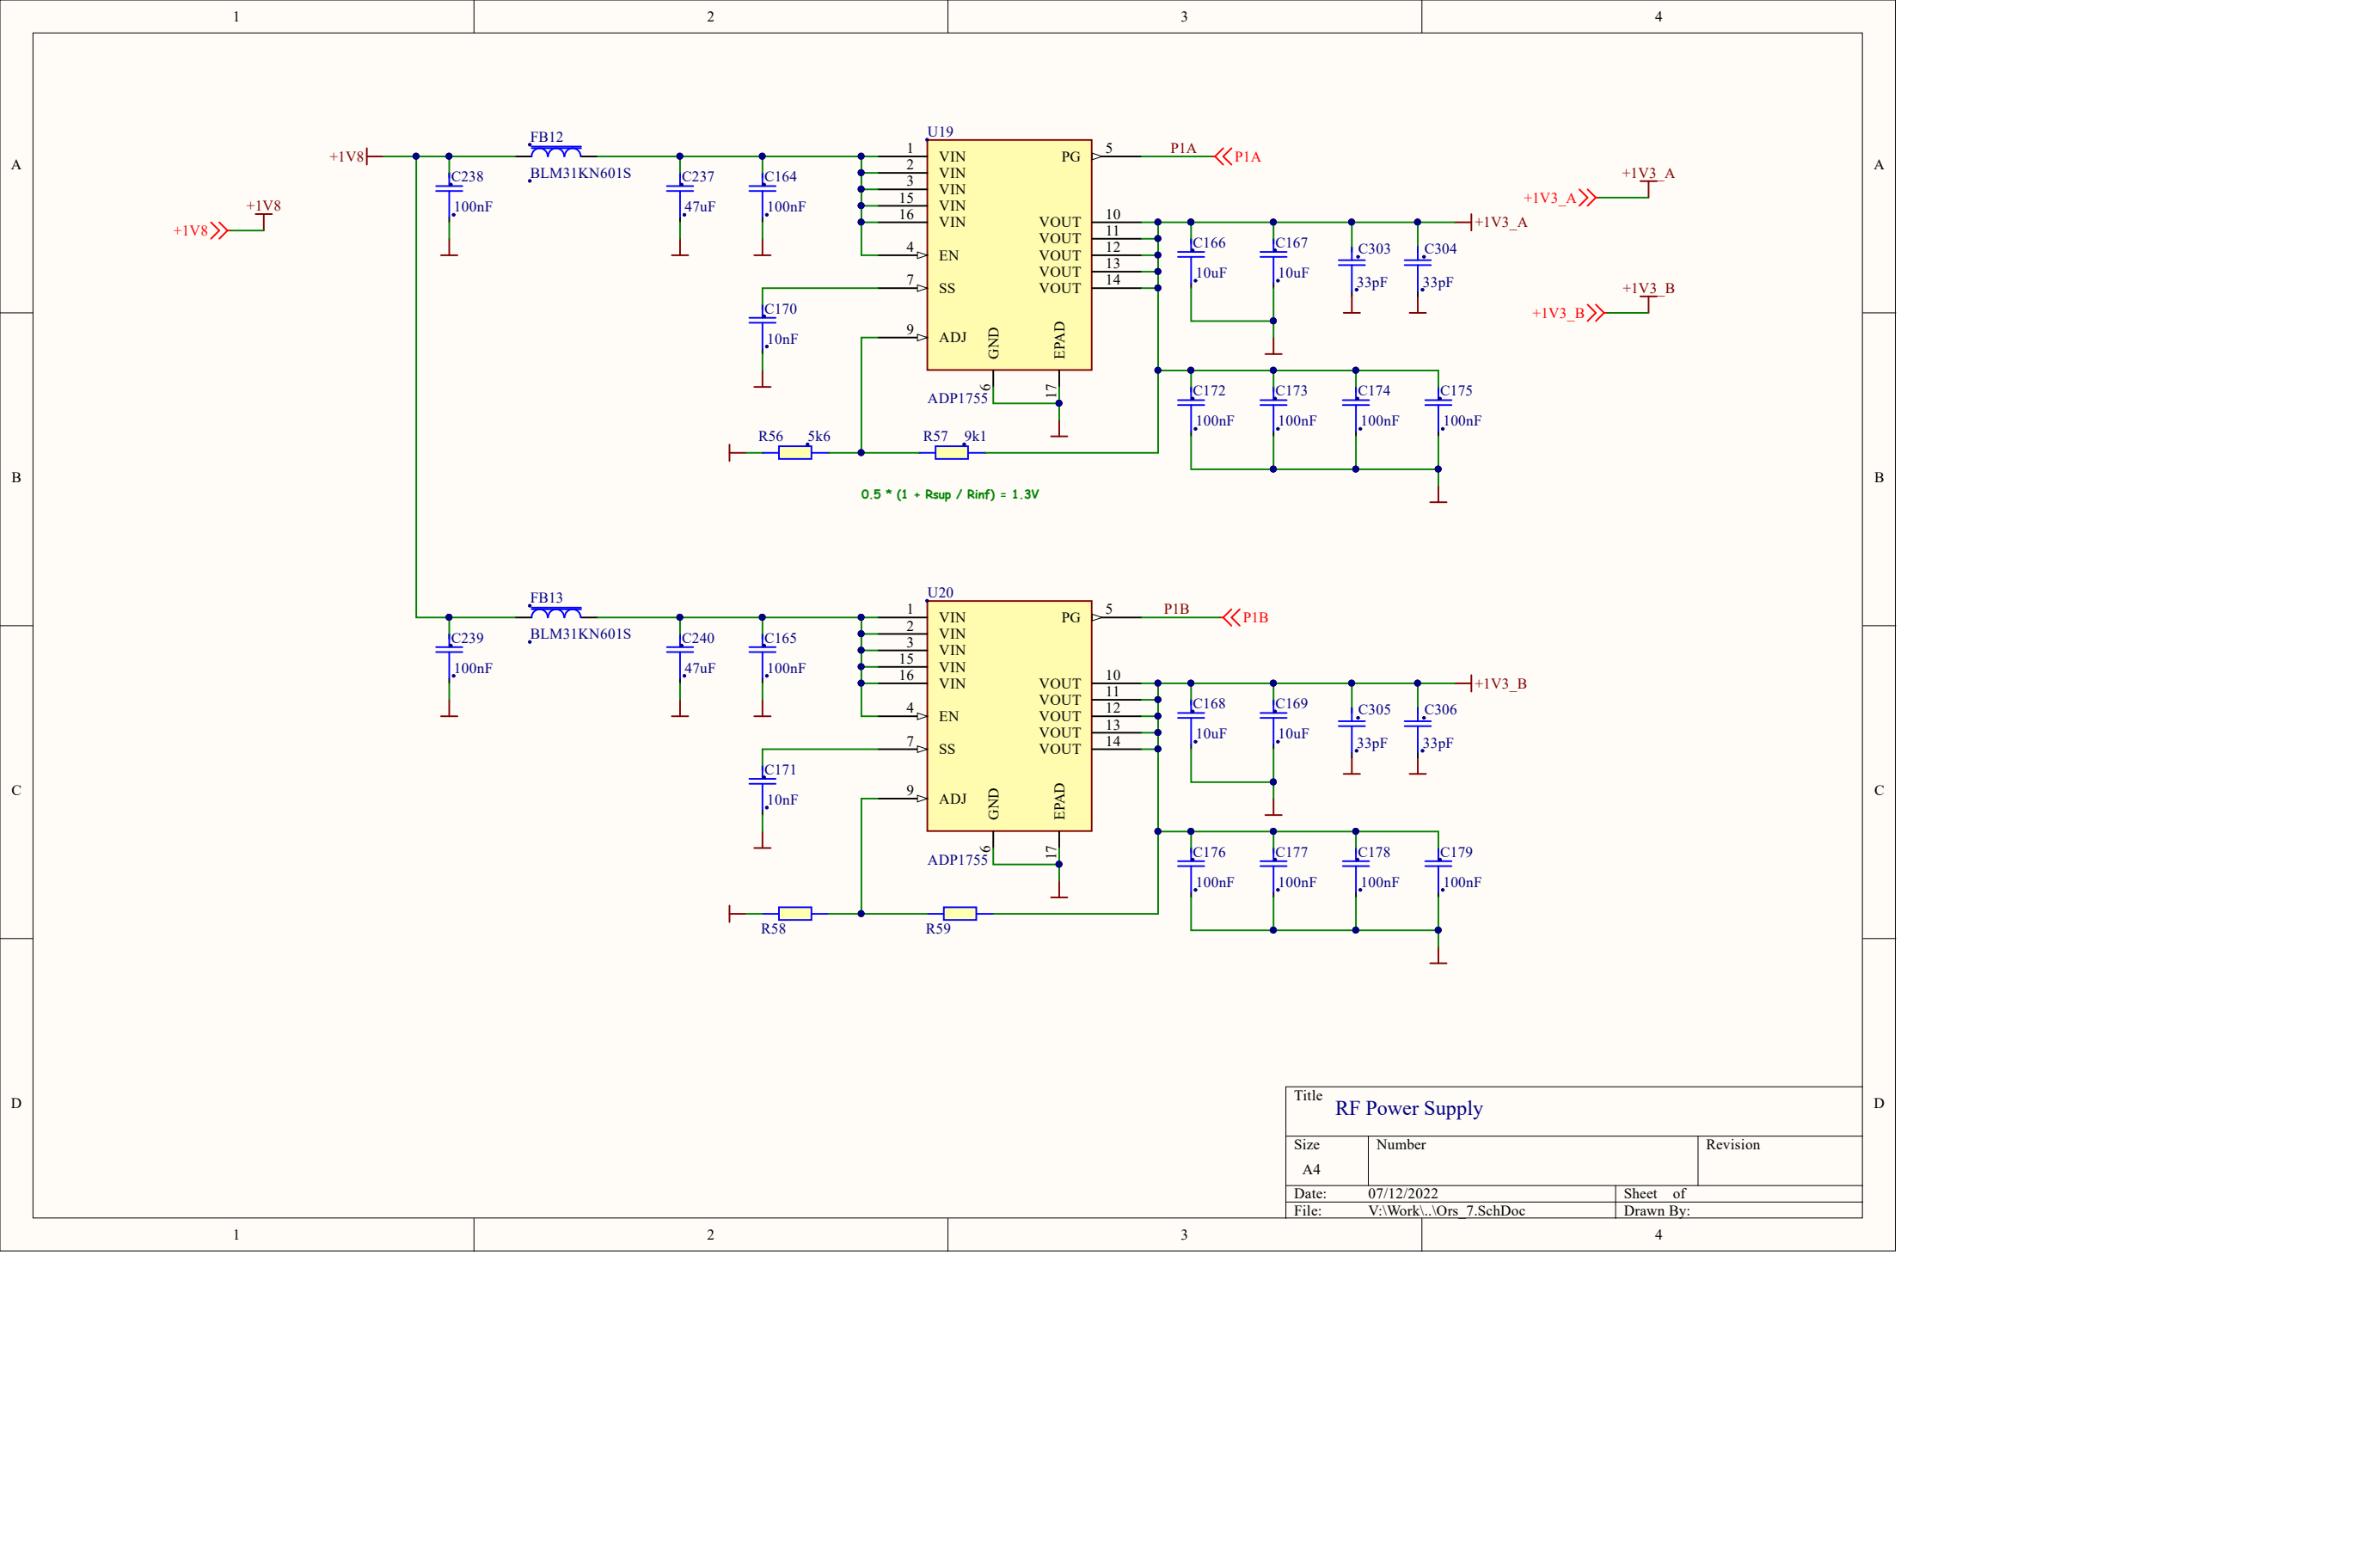 1 2 3 4
A A
B B
C C
D D
+1V8
+1V8
+1V8
FB12
BLM31KN601S
C238
100nF
C237
47uF
C164
100nF
U19
1 VIN
2 VIN
3 VIN
15 VIN
16 VIN
4 EN
7 SS
9 ADJ
PG 5
VOUT 10
VOUT 11
VOUT 12
VOUT 13
VOUT 14
GND
6
EPAD
17
ADP1755
P1A
P1A
C170
10nF
R56 5k6
R57 9k1
C166
10uF
C167
10uF
C303
33pF
C304
33pF
+1V3_A
+1V3_A
+1V3_A
+1V3_B
+1V3_B
C172
100nF
C173
100nF
C174
100nF
C175
100nF
0.5 * (1 + Rsup / Rinf) = 1.3V
FB13
BLM31KN601S
C239
100nF
C240
47uF
C165
100nF
U20
1 VIN
2 VIN
3 VIN
15 VIN
16 VIN
4 EN
7 SS
9 ADJ
PG 5
VOUT 10
VOUT 11
VOUT 12
VOUT 13
VOUT 14
GND
6
EPAD
17
ADP1755
P1B
P1B
C171
10nF
R58
R59
C168
10uF
C169
10uF
C305
33pF
C306
33pF
+1V3_B
C176
100nF
C177
100nF
C178
100nF
C179
100nF
Title
RF Power Supply
Size
A4
Number
Revision
Date: 07/12/2022
Sheet of
File: V:\Work\..\Ors_7.SchDoc
Drawn By:
1 2 3 4